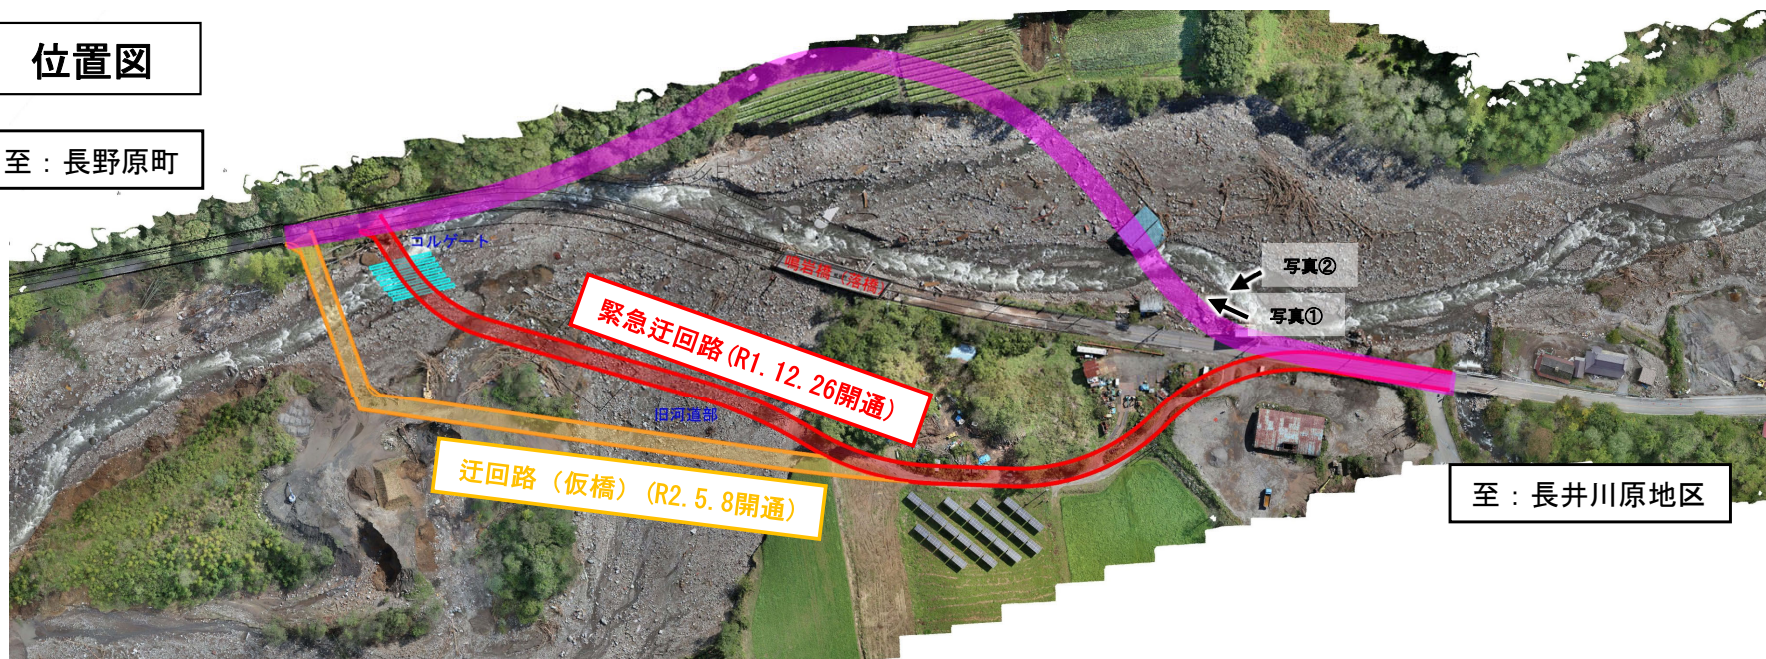 位置図
至：長野原町
コルゲート
鳴岩橋（落橋）
写真②
写真①
緊急迂回路(R1.12.26開通)
旧河道部
迂回路（仮橋）(R2.5.8開通)
至：長井川原地区